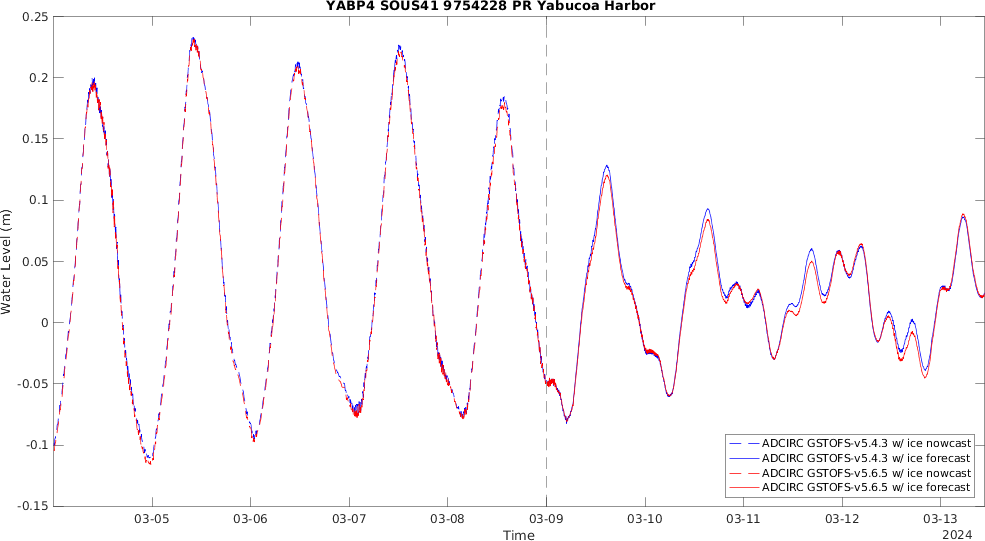 YABP4 SOUS41 9754228 PR Yabucoa Harbor
0.25
0.2
0.15
0.1
0.05
0
-0.05
-0.1
-0.15
Water Level (m)
ADCIRC GSTOFS-v5.4.3 w/ ice nowcast
ADCIRC GSTOFS-v5.4.3 w/ ice forecast
ADCIRC GSTOFS-v5.6.5 w/ ice nowcast
ADCIRC GSTOFS-v5.6.5 w/ ice forecast
03-05 03-06 03-07 03-08 03-09 03-10 03-11 03-12 03-13
Time
2024